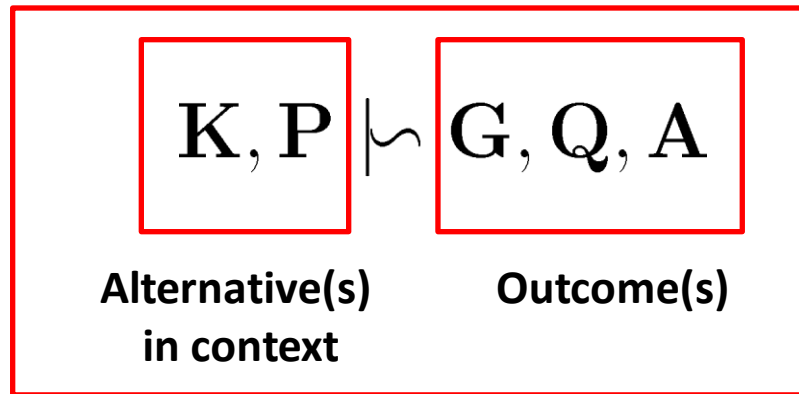 K, P |∼ G, Q, A
Alternative(s) Outcome(s)
in context